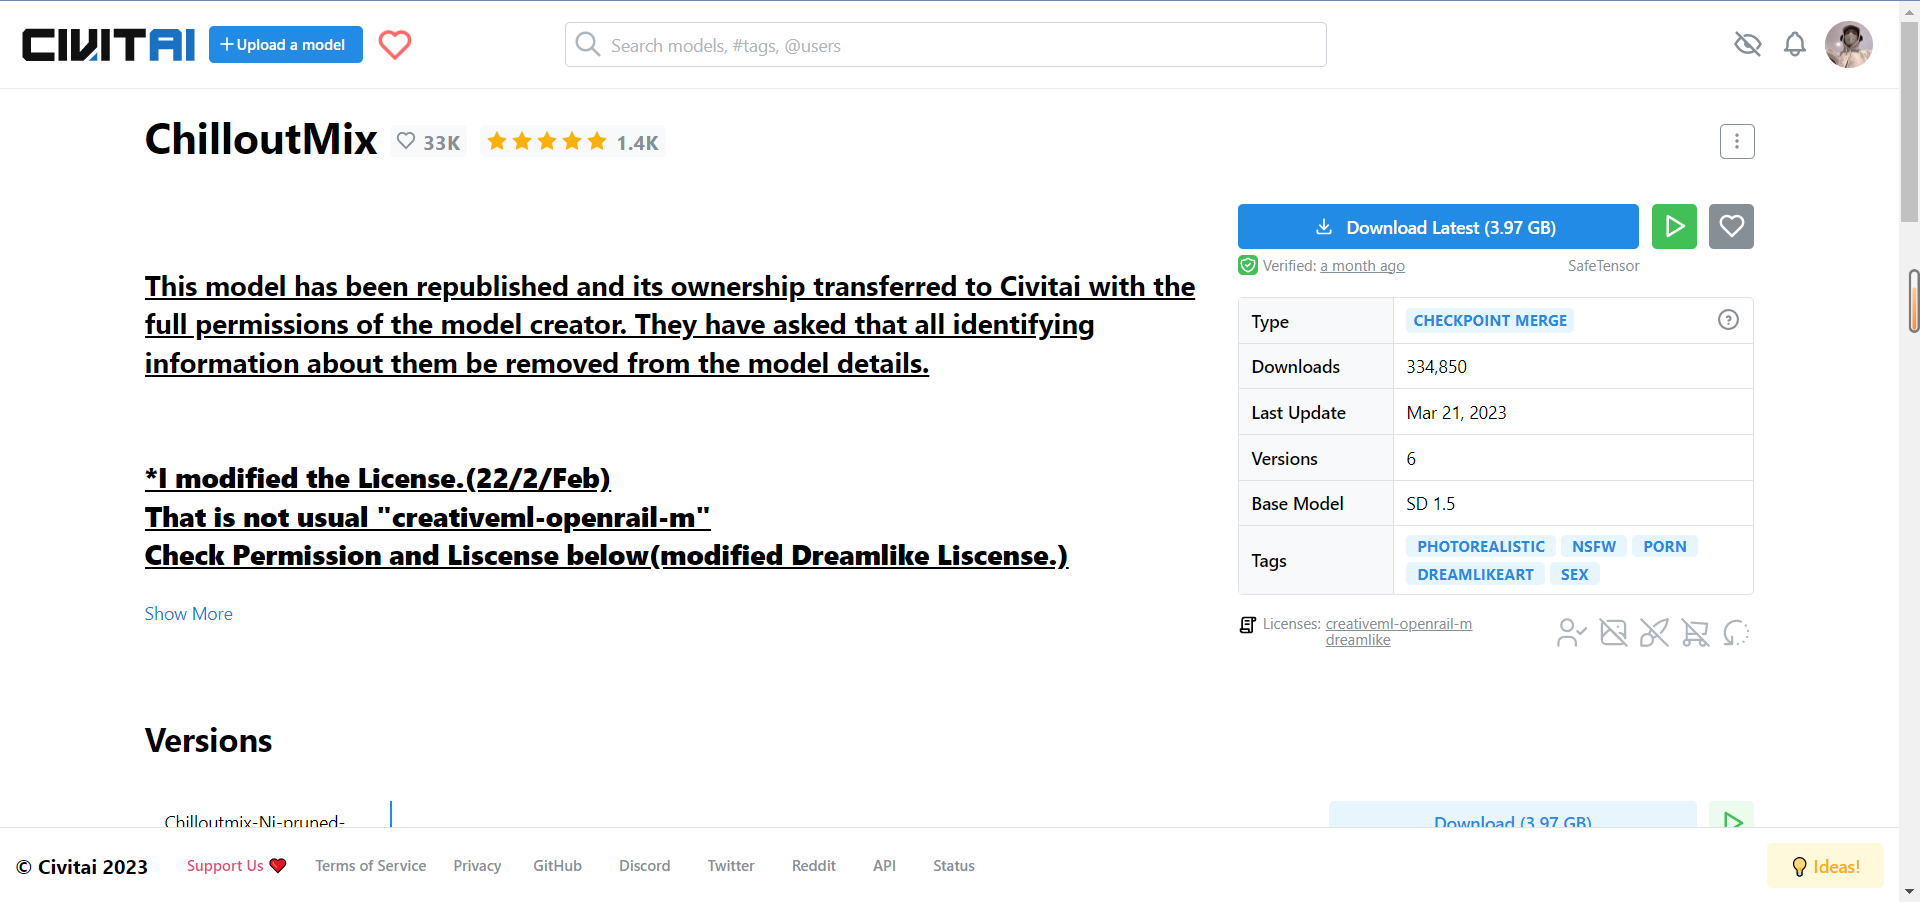 CIVITAI
Upload a model
Search models, #tags, @users
ChilloutMix
33K
1.4K
This model has been republished and its ownership transferred to Civitai with the
full permissions of the model creator. They have asked that all identifying
information about them be removed from the model details.
*I modified the License.(22/2/Feb)
That is not usual "creativeml-openrail-m"
Check Permission and Liscense below(modified Dreamlike Liscense.)
Show More
Download Latest (3.97 GB)
Verified: a month ago
SafeTensor
Type
CHECKPOINT MERGE
Downloads
334,850
Last Update
Mar 21, 2023
Versions
6
Base Model
SD 1.5
Tags
PHOTOREALISTIC NSFW PORN
DREAMLIKEART SEX
Licenses: creativeml-openrail-m
dreamlike
Versions
Chilloutmix-Ni-pruned-
Download (3.97 GB)
© Civitai 2023
Support Us
Terms of Service
Privacy
GitHub
Discord
Twitter
Reddit
API
Status
Ideas!